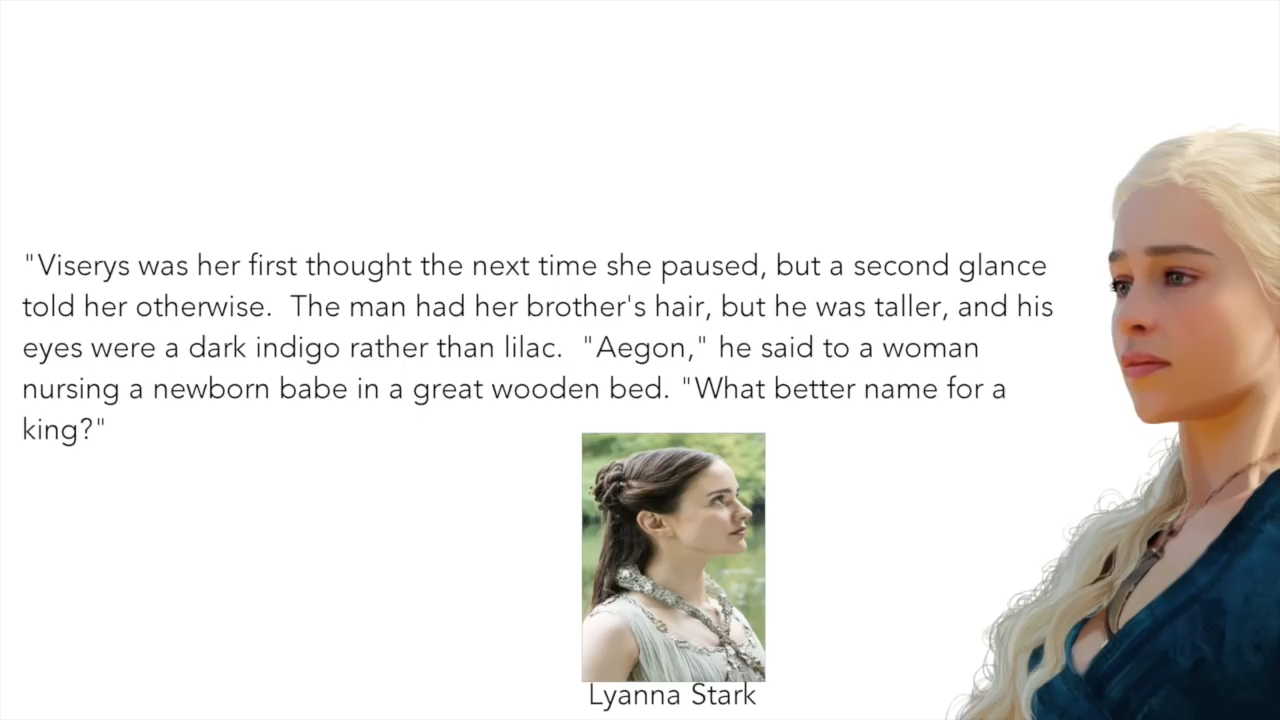 "Viserys was her first thought the next time she paused, but a second glance
told her otherwise.  The man had her brother's hair, but he was taller, and his
eyes were a dark indigo rather than lilac.  "Aegon," he said to a woman
nursing a newborn babe in a great wooden bed. "What better name for a
king?"
Lyanna Stark